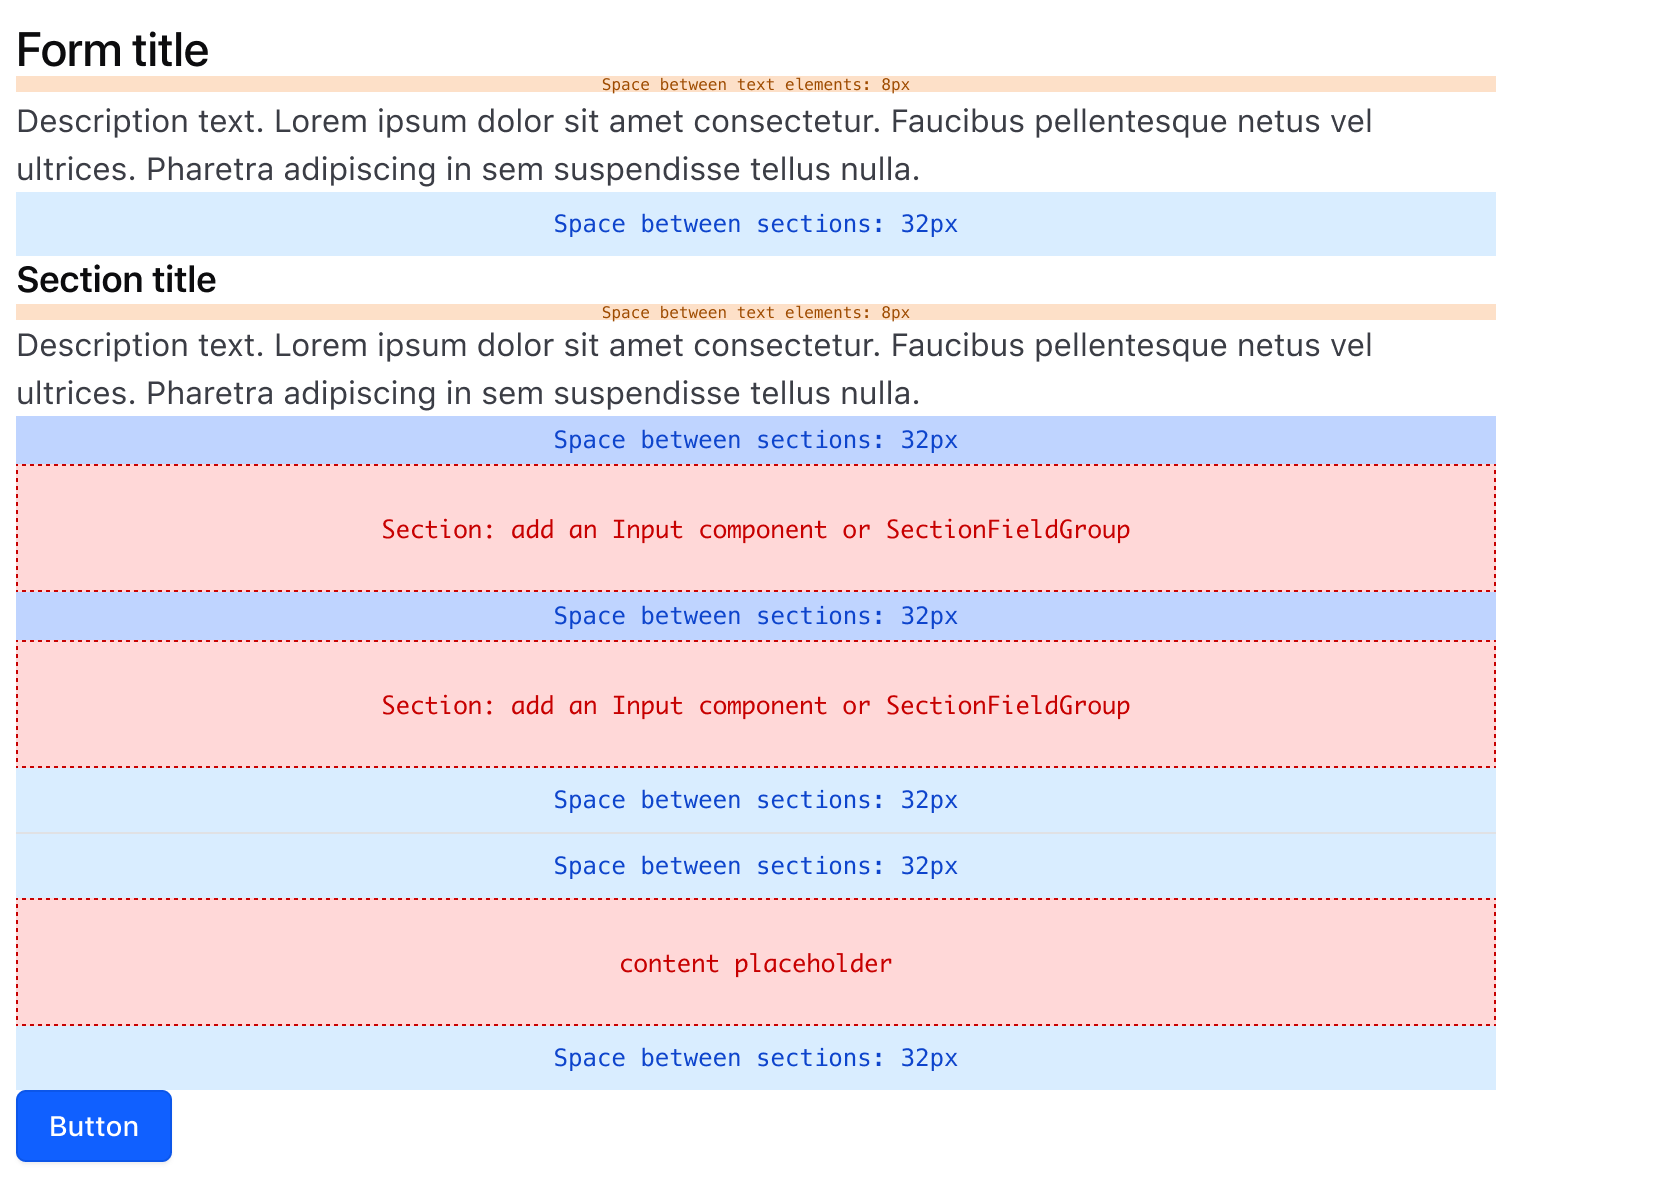 Form title
Space between text elements: 8px
Description text. Lorem ipsum dolor sit amet consectetur. Faucibus pellentesque netus vel
ultrices. Pharetra adipiscing in sem suspendisse tellus nulla.
Space between sections: 32px
Section title
Space between text elements: 8px
Description text. Lorem ipsum dolor sit amet consectetur. Faucibus pellentesque netus vel
ultrices. Pharetra adipiscing in sem suspendisse tellus nulla.
Space between sections: 32px
Section: add an Input component or SectionFieldGroup
Space between sections: 32px
Section: add an Input component or SectionFieldGroup
Space between sections: 32px
Space between sections: 32px
content placeholder
Space between sections: 32px
Button